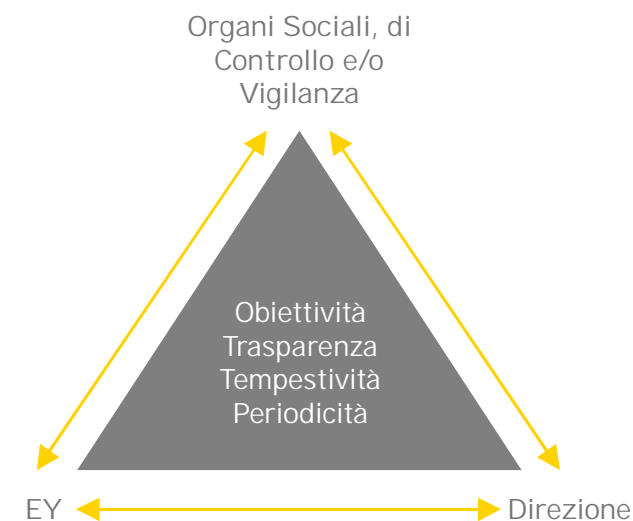 Organi Sociali, di
Controllo e/o
Vigilanza
Obiettività
Trasparenza
Tempestività
Periodicità
EY
Direzione